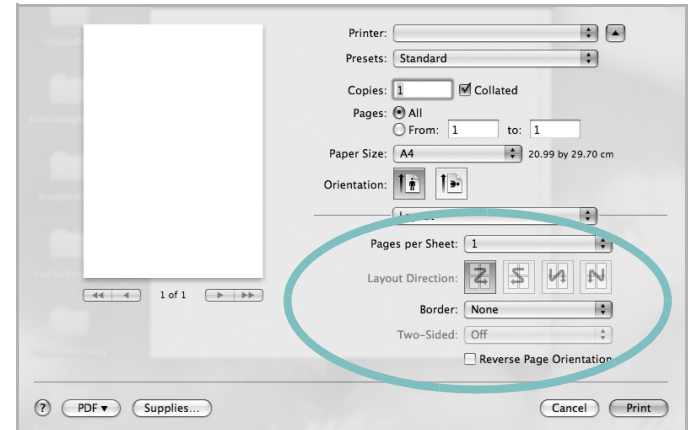 Printer:
Presets: Standard
Copies: 1 Collated
Pages: All
From: 1 to: 1
Paper Size: A4 20.99 by 29.70 cm
Orientation:
Pages per Sheet: 1
Layout Direction:
Border: None
Two-Sided: Off
Reverse Page Orientation
1 of 1
? PDF Supplies... Cancel Print